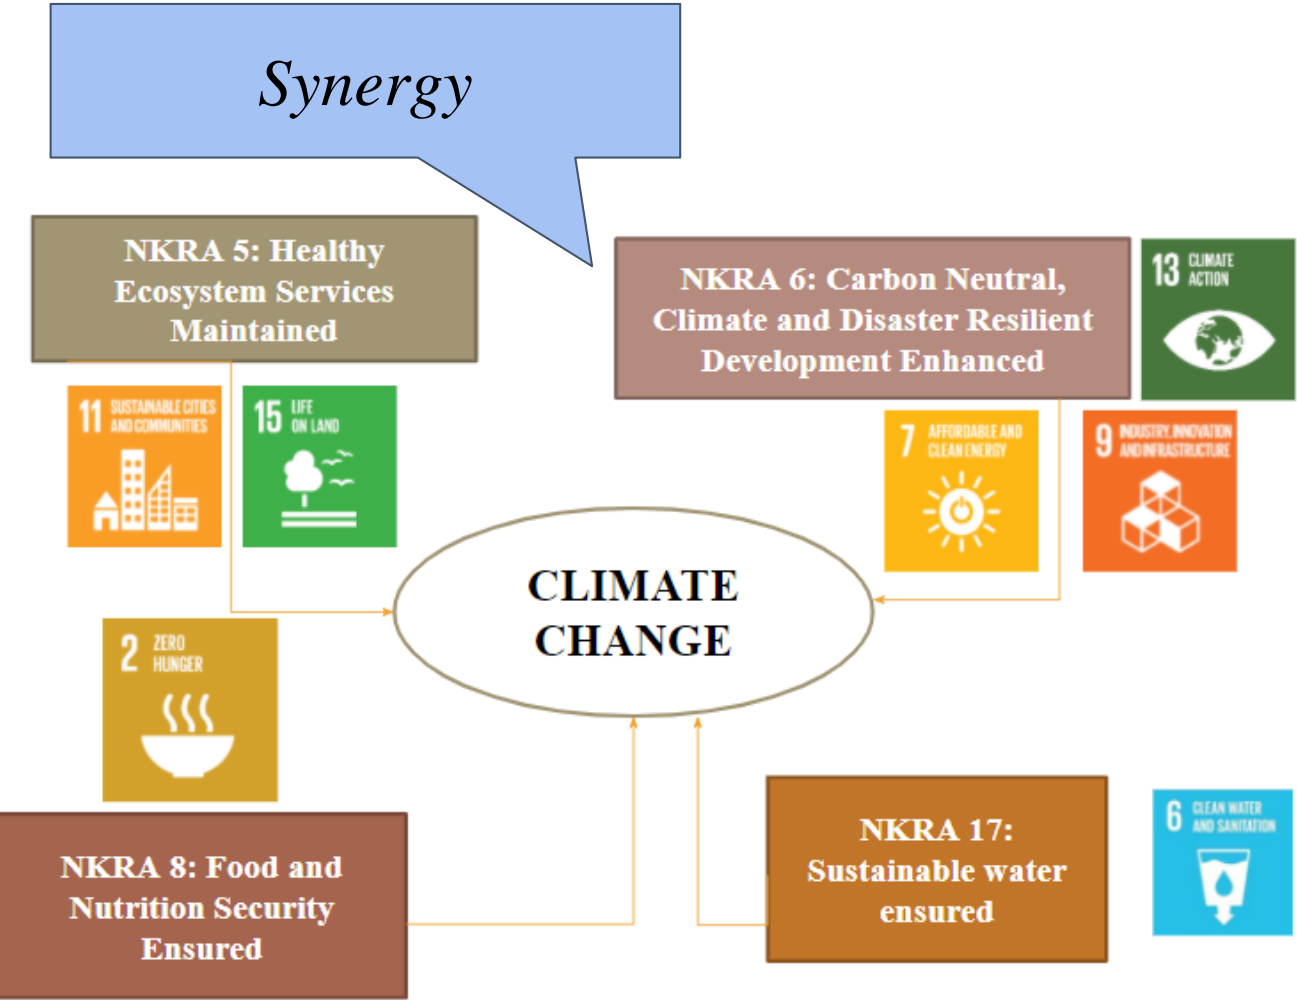 Synergy
NKRA 5: Healthy
Ecosystem Services
Maintained
NKRA 6: Carbon Neutral,
Climate and Disaster Resilient
Development Enhanced
13 CLIMATE
ACTION
11 SUSTAINABLE CITIES
AND COMMUNITIES
15 LIFE
ON LAND
7 AFFORDABLE AND
CLEAN ENERGY
9 INDUSTRY, INNOVATION
AND INFRASTRUCTURE
CLIMATE
CHANGE
2 ZERO
HUNGER
NKRA 8: Food and
Nutrition Security
Ensured
NKRA 17:
Sustainable water
ensured
6 CLEAN WATER
AND SANITATION